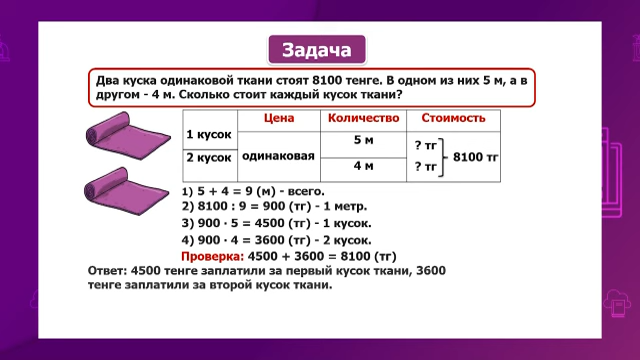 Задача
Два куска одинаковой ткани стоят 8100 тенге. В одном из них 5 м, а в
другом - 4 м. Сколько стоит каждый кусок ткани?
Цена Количество Стоимость
1 кусок
2 кусок
одинаковая
5 м
4 м
? тг
? тг
8100 тг
1) 5 + 4 = 9 (м) - всего.
2) 8100 : 9 = 900 (тг) - 1 метр.
3) 900 · 5 = 4500 (тг) - 1 кусок.
4) 900 · 4 = 3600 (тг) - 2 кусок.
Проверка: 4500 + 3600 = 8100 (тг)
Ответ: 4500 тенге заплатили за первый кусок ткани, 3600
тенге заплатили за второй кусок ткани.